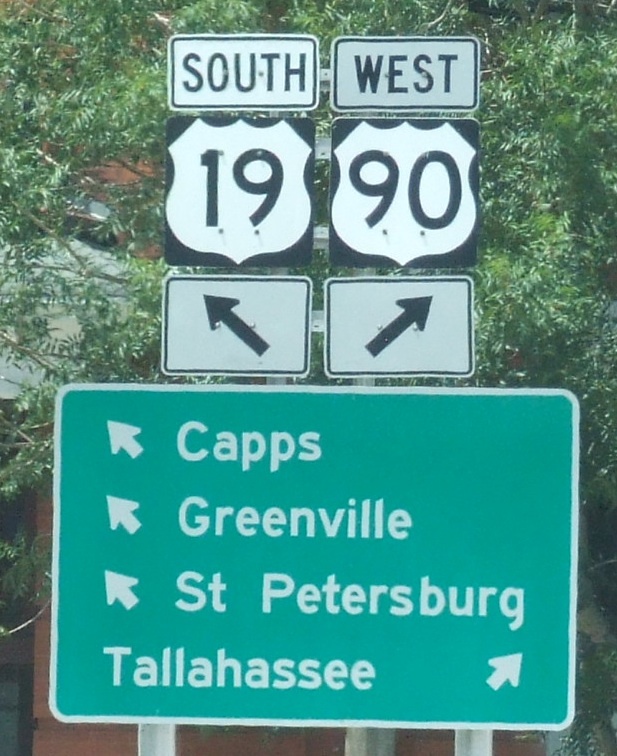 SOUTH WEST
19 90
Capps
Greenville
St Petersburg
Tallahassee